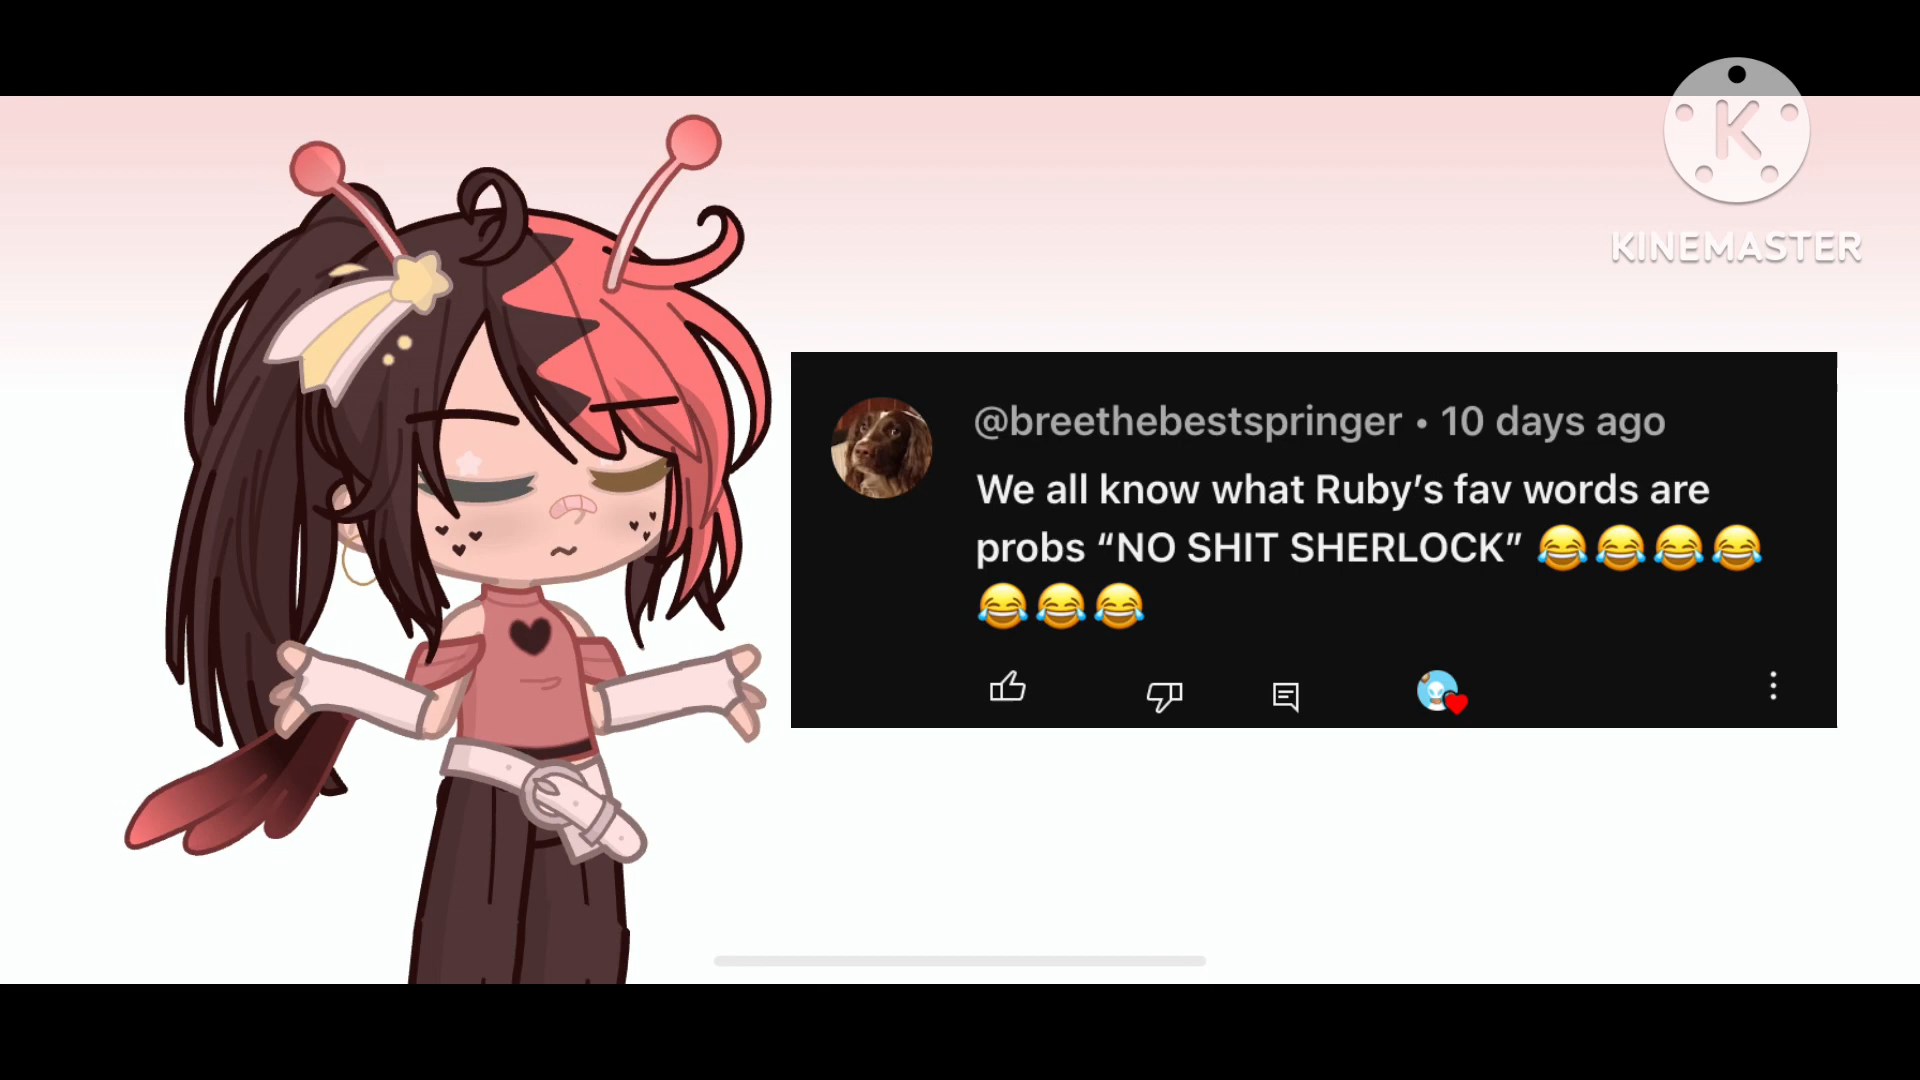 K
KINEMASTER
@breethebestspringer • 10 days ago
We all know what Ruby’s fav words are
probs “NO SHIT SHERLOCK” 😂😂😂😂
😂😂😂